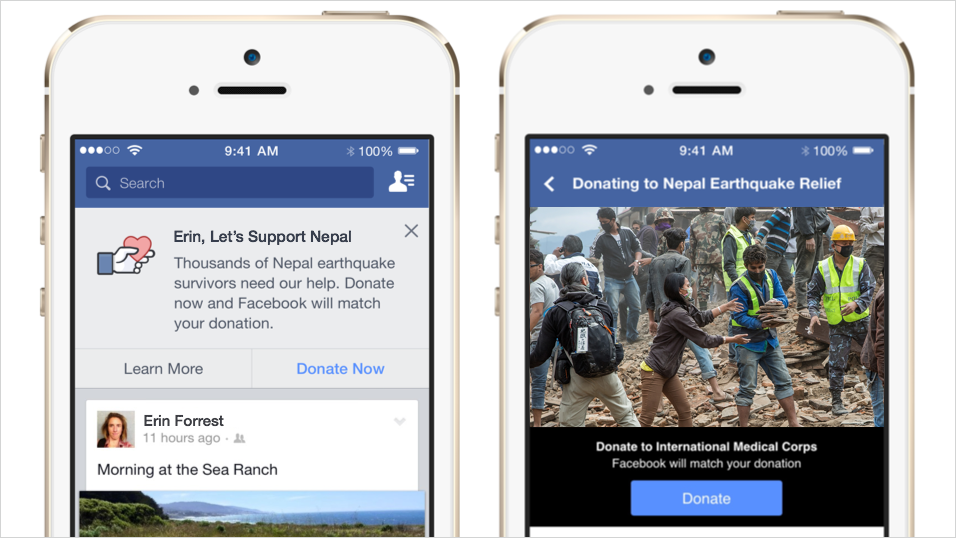 9:41 AM
100%
Search
Erin, Let's Support Nepal
Thousands of Nepal earthquake
survivors need our help. Donate
now and Facebook will match
your donation.
Learn More
Donate Now
Erin Forrest
11 hours ago ·
Morning at the Sea Ranch
9:41 AM
100%
Donating to Nepal Earthquake Relief
Donate to International Medical Corps
Facebook will match your donation
Donate